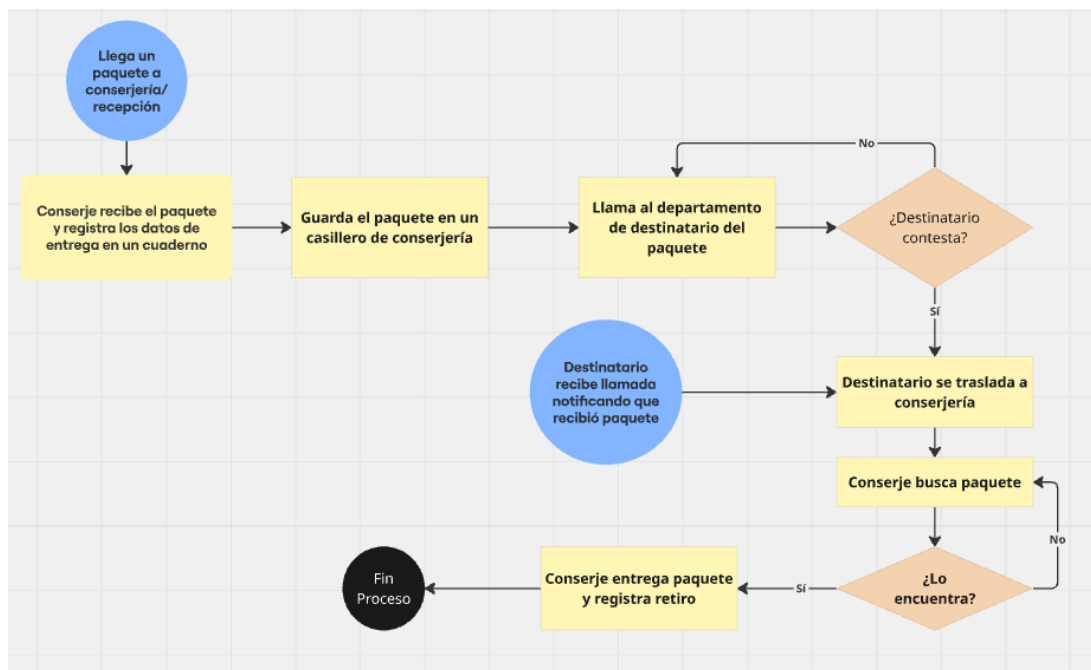 Llega un
paquete a
conserjería/
recepción
Conserje recibe el paquete
y registra los datos de
entrega en un cuaderno
Guarda el paquete en un
casillero de conserjería
Llama al departamento
de destinatario del
paquete
No
¿Destinatario
contesta?
Sí
Destinatario
recibe llamada
notificando que
recibió paquete
Destinatario se traslada a
conserjería
Conserje busca paquete
No
¿Lo
encuentra?
Sí
Conserje entrega paquete
y registra retiro
Fin
Proceso